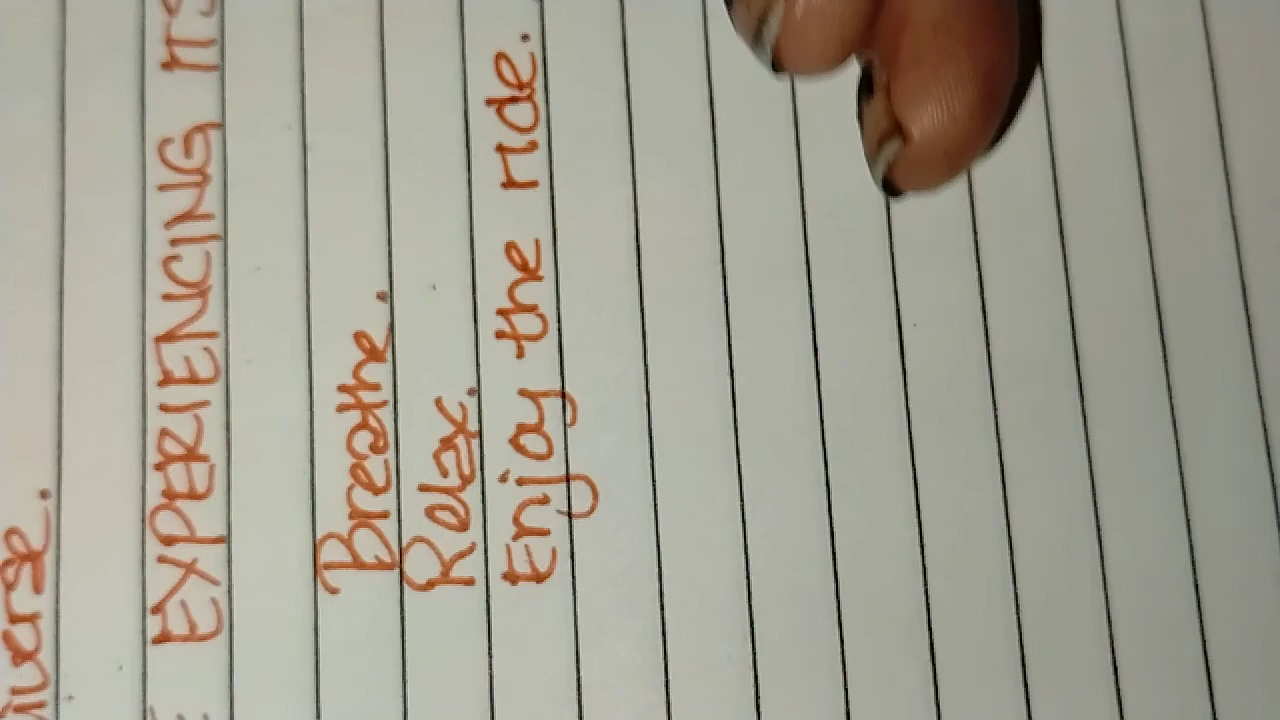 iverse.
EXPERIENCING ITS
Breathe.
Relax.
Enjoy the ride.